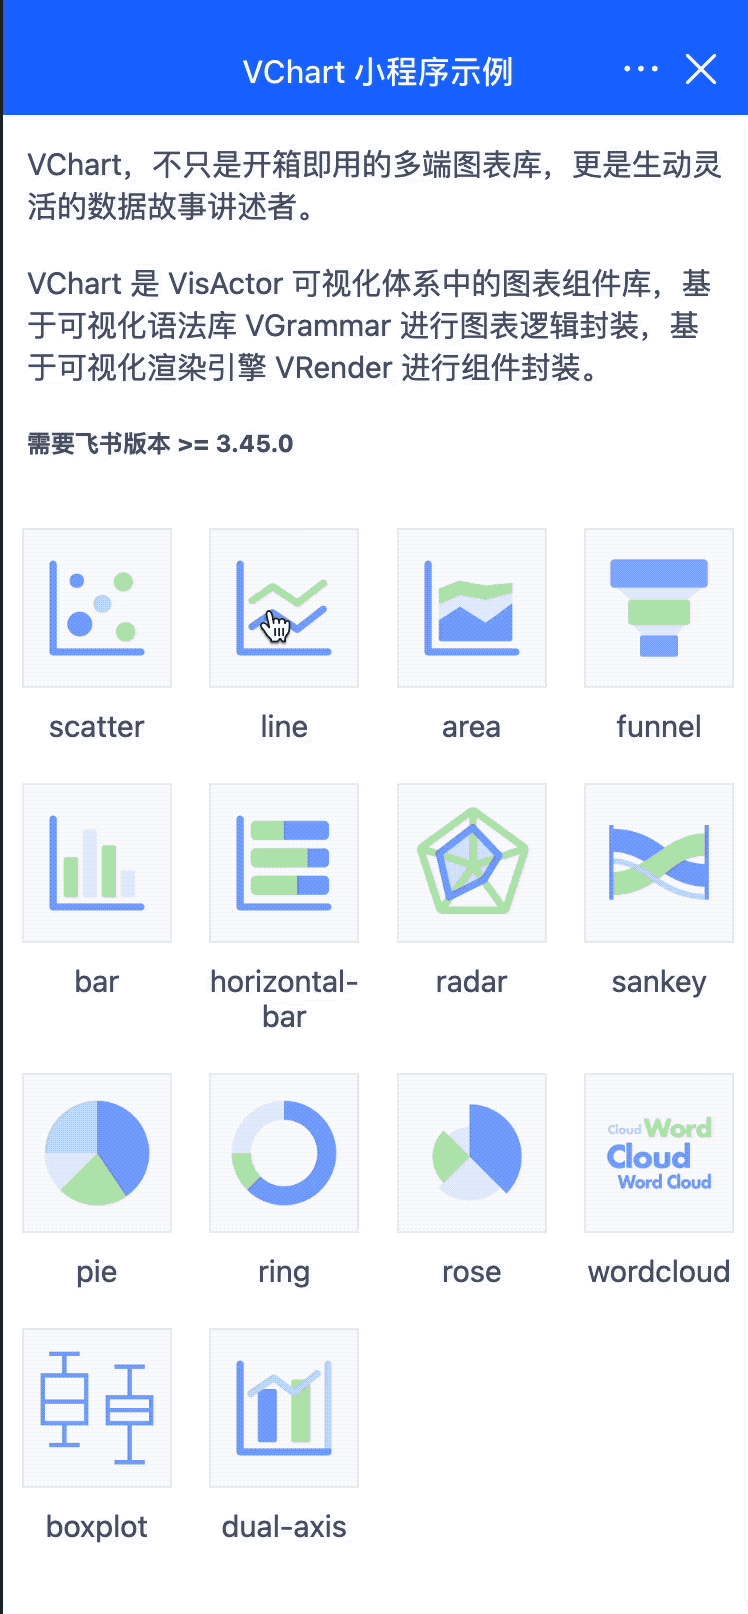 VChart 小程序示例
VChart，不只是开箱即用的多端图表库，更是生动灵
活的数据故事讲述者。
VChart 是 VisActor 可视化体系中的图表组件库，基
于可视化语法库 VGrammar 进行图表逻辑封装，基
于可视化渲染引擎 VRender 进行组件封装。
需要飞书版本 >= 3.45.0
scatter
line
area
funnel
bar
horizontal-
bar
radar
sankey
Cloud Word
Cloud
Word Cloud
pie
ring
rose
wordcloud
boxplot
dual-axis